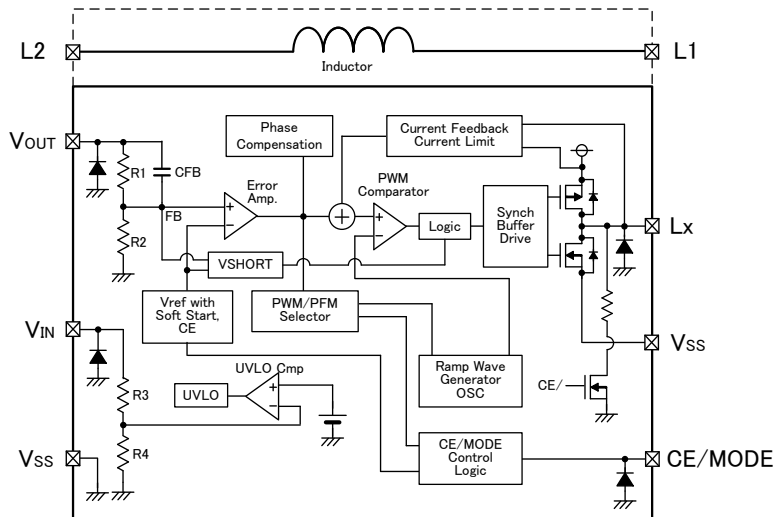 L2
Inductor
L1
VOUT
R1
CFB
R2
FB
Phase
Compensation
Error
Amp.
Current Feedback
Current Limit
PWM
Comparator
Logic
Synch
Buffer
Drive
Lx
VSHORT
Vref with
Soft Start,
CE
PWM/PFM
Selector
VIN
R3
R4
UVLO
UVLO Cmp
Ramp Wave
Generator
OSC
CE/
VSS
VSS
CE/MODE
Control
Logic
CE/MODE